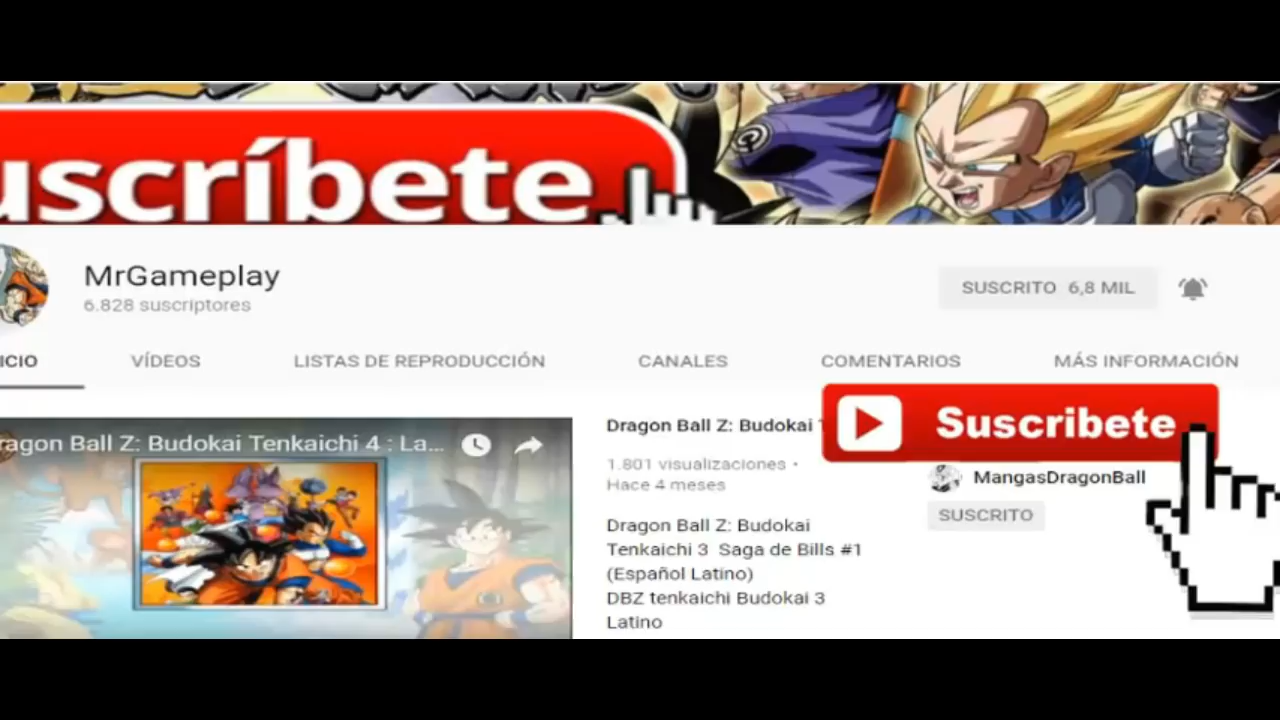 uscríbete
MrGameplay
6.828 suscriptores
SUSCRITO 6,8 MIL
ICIO VÍDEOS LISTAS DE REPRODUCCIÓN CANALES COMENTARIOS MÁS INFORMACIÓN
ragon Ball Z: Budokai Tenkaichi 4 : La...
Dragon Ball Z: Budokai T
1.801 visualizaciones •
Hace 4 meses
Dragon Ball Z: Budokai
Tenkaichi 3 Saga de Bills #1
(Español Latino)
DBZ tenkaichi Budokai 3
Latino
Suscribete
MangasDragonBall
SUSCRITO